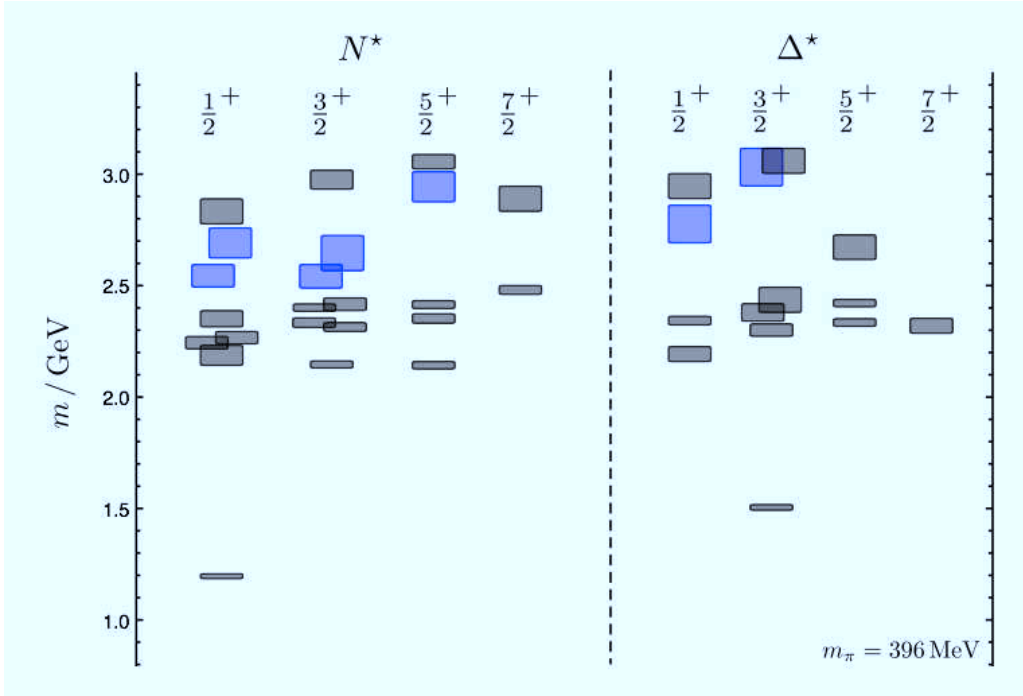 N⋆ Δ⋆
1/2+ 3/2+ 5/2+ 7/2+ 1/2+ 3/2+ 5/2+ 7/2+
3.0
2.5
2.0
1.5
1.0
m / GeV
mπ = 396 MeV